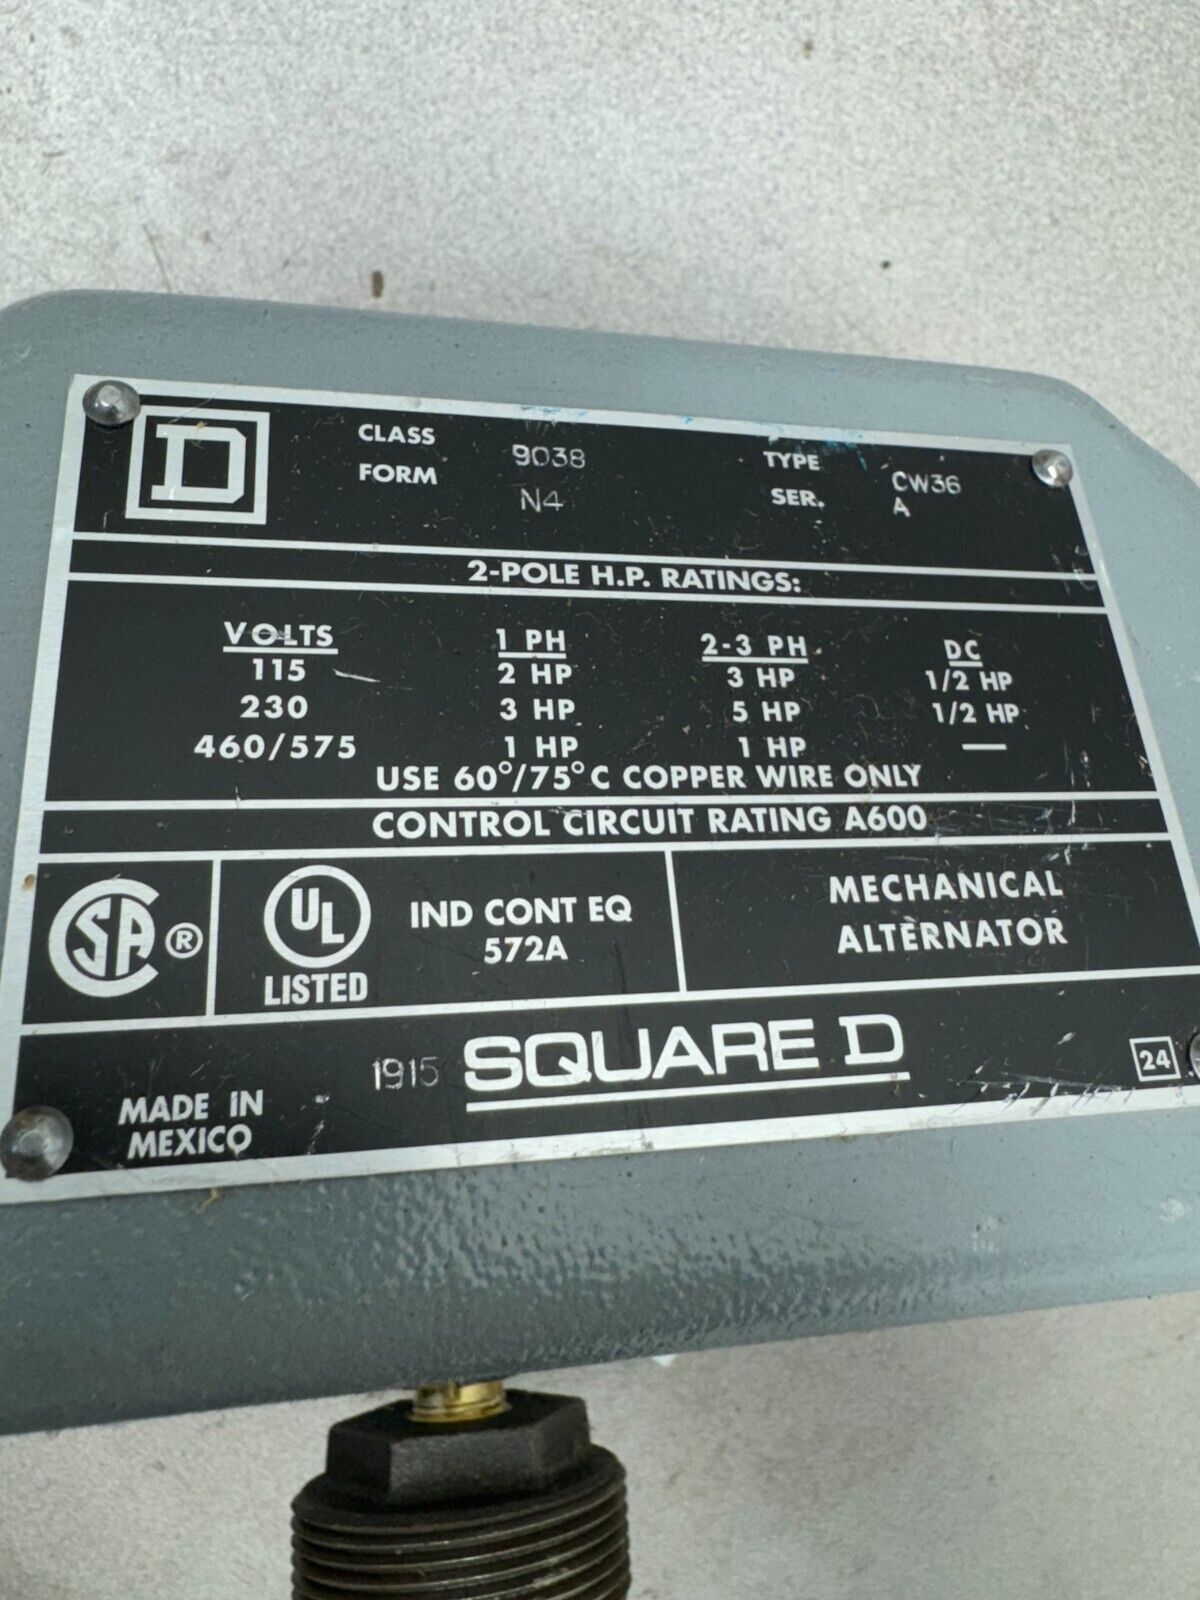 D
CLASS 9038 TYPE CW36
FORM N4 SER. A
2-POLE H.P. RATINGS:
VOLTS 1 PH 2-3 PH DC
115 2 HP 3 HP 1/2 HP
230 3 HP 5 HP 1/2 HP
460/575 1 HP 1 HP —
USE 60°/75°C COPPER WIRE ONLY
CONTROL CIRCUIT RATING A600
SA ®
UL
LISTED
IND CONT EQ
572A
MECHANICAL
ALTERNATOR
MADE IN
MEXICO
1915 SQUARE D
24